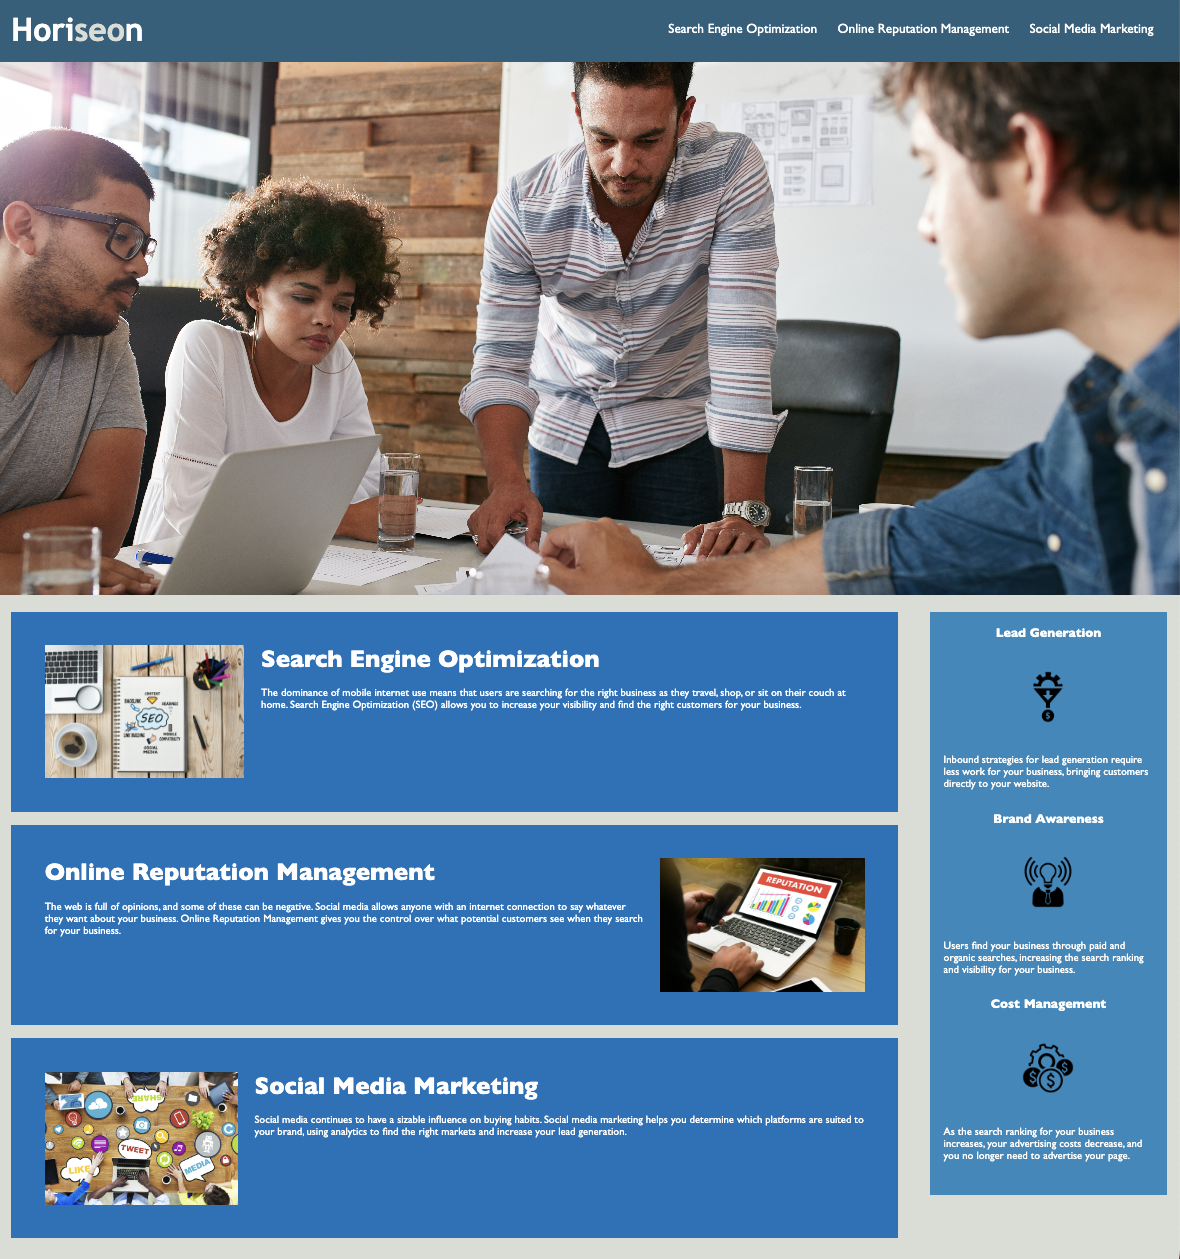 Horiseon
Search Engine Optimization
Online Reputation Management
Social Media Marketing
CONTENT
BACKLINK
HEADINGS
SEO
LINK BUILDING
MOBILE
COMPATIBILITY
SOCIAL
MEDIA
Search Engine Optimization
The dominance of mobile internet use means that users are searching for the right business as they travel, shop, or sit on their couch at
home. Search Engine Optimization (SEO) allows you to increase your visibility and find the right customers for your business.
Online Reputation Management
The web is full of opinions, and some of these can be negative. Social media allows anyone with an internet connection to say whatever
they want about your business. Online Reputation Management gives you the control over what potential customers see when they search
for your business.
REPUTATION
SHARE
TWEET
LIKE
MEDIA
Social Media Marketing
Social media continues to have a sizable influence on buying habits. Social media marketing helps you determine which platforms are suited to
your brand, using analytics to find the right markets and increase your lead generation.
Lead Generation
$
Inbound strategies for lead generation require
less work for your business, bringing customers
directly to your website.
Brand Awareness
Users find your business through paid and
organic searches, increasing the search ranking
and visibility for your business.
Cost Management
$ $ $
As the search ranking for your business
increases, your advertising costs decrease, and
you no longer need to advertise your page.